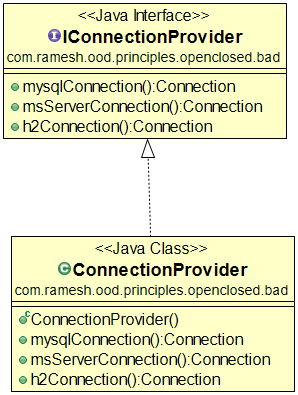 <<Java Interface>>
I IConnectionProvider
com.ramesh.ood.principles.openclosed.bad
mysqlConnection():Connection
msServerConnection():Connection
h2Connection():Connection
<<Java Class>>
C ConnectionProvider
com.ramesh.ood.principles.openclosed.bad
C ConnectionProvider()
mysqlConnection():Connection
msServerConnection():Connection
h2Connection():Connection